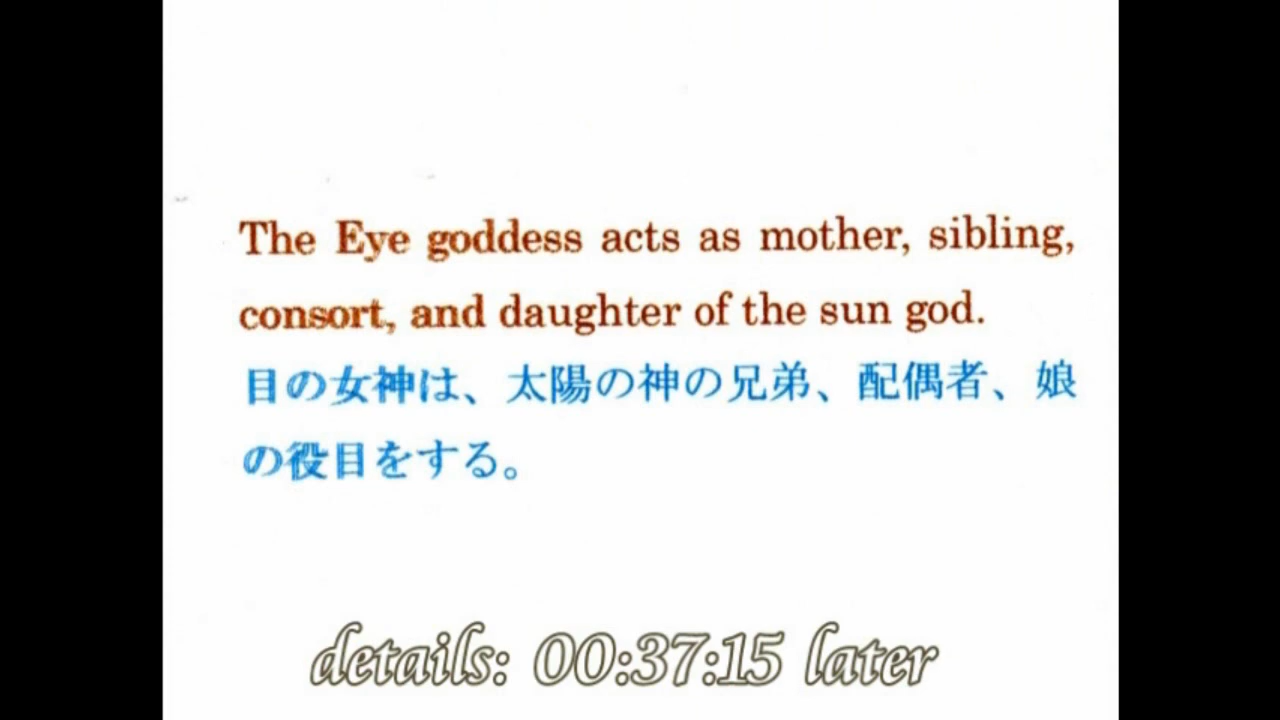 The Eye goddess acts as mother, sibling,
consort, and daughter of the sun god.
目の女神は、太陽の神の兄弟、配偶者、娘
の役目をする。
details: 00:37:15 later